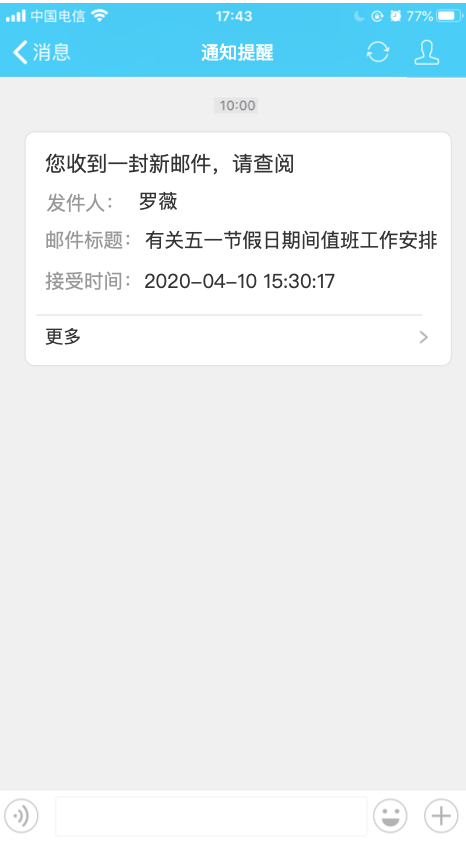 中国电信 17:43 77%
消息 通知提醒
10:00
您收到一封新邮件，请查阅
发件人： 罗薇
邮件标题： 有关五一节假日期间值班工作安排
接受时间： 2020-04-10 15:30:17
更多